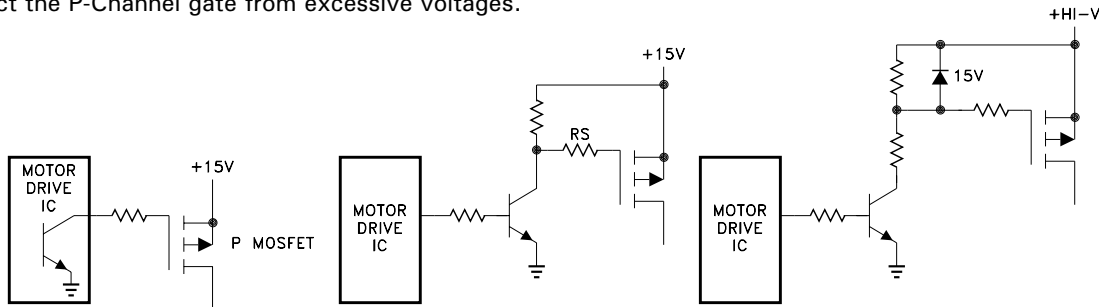 ct the P-Channel gate from excessive voltages.
+HI-V
+15V
15V
RS
MOTOR
DRIVE
IC
+15V
P MOSFET
MOTOR
DRIVE
IC
MOTOR
DRIVE
IC